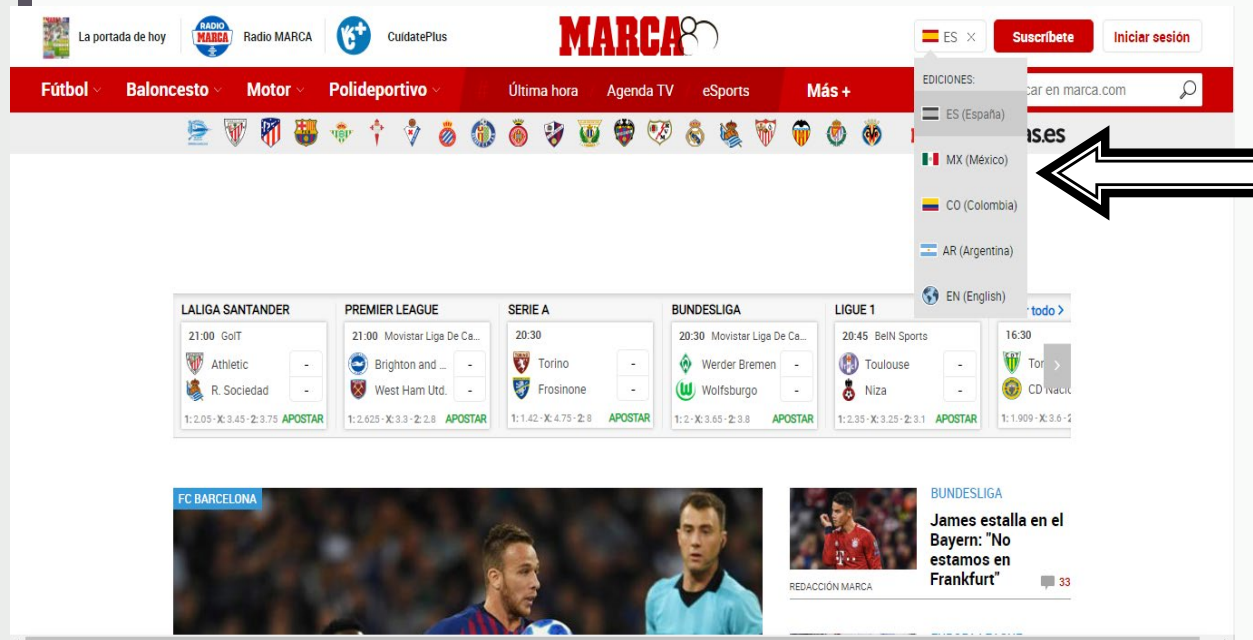 La portada de hoy
RADIO
MARCA
Radio MARCA
CuídatePlus
MARCA
80
ES ×
Suscríbete
Iniciar sesión
Fútbol
Baloncesto
Motor
Polideportivo
Última hora
Agenda TV
eSports
Más +
car en marca.com
EDICIONES:
ES (España)
MX (México)
CO (Colombia)
AR (Argentina)
EN (English)
as.es
LALIGA SANTANDER
21:00 GolT
Athletic -
R. Sociedad -
1: 2.05 - X: 3.45 - 2: 3.75 APOSTAR
PREMIER LEAGUE
21:00 Movistar Liga De Ca...
Brighton and ... -
West Ham Utd. -
1: 2.625 - X: 3.3 - 2: 2.8 APOSTAR
SERIE A
20:30
Torino -
Frosinone -
1: 1.42 - X: 4.75 - 2: 8 APOSTAR
BUNDESLIGA
20:30 Movistar Liga De Ca...
Werder Bremen -
Wolfsburgo -
1: 2 - X: 3.65 - 2: 3.8 APOSTAR
LIGUE 1
20:45 BeIN Sports
Toulouse -
Niza -
1: 2.35 - X: 3.25 - 2: 3.1 APOSTAR
todo >
16:30
Tor
CD Nacio
1: 1.909 - X: 3.6 - 2
FC BARCELONA
BUNDESLIGA
James estalla en el
Bayern: "No
estamos en
Frankfurt"
33
REDACCIÓN MARCA